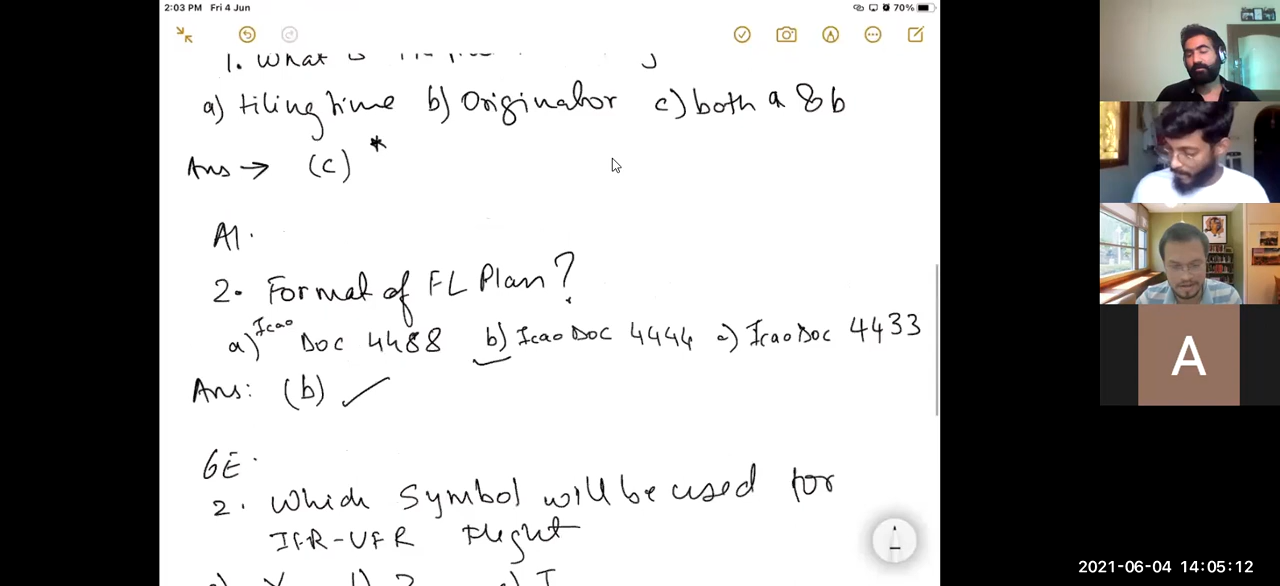 2:03 PM Fri 4 Jun
70%
1. What is
a) tiling time b) Originator c) both a & b
Ans → (c) *
A1.
2. Format of FL Plan?
a) Icao Doc 4488 b) Icao Doc 4444 c) Icao Doc 4433
Ans: (b) ✓
GE.
2. Which Symbol will be used for
IFR-VFR Flight
A
2021-06-04 14:05:12